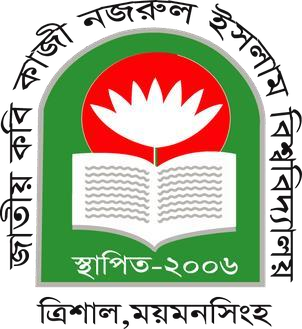 জাতীয় কবি কাজী নজরুল ইসলাম বিশ্ববিদ্যালয়
স্থাপিত-২০০৬
ত্রিশাল,ময়মনসিংহ